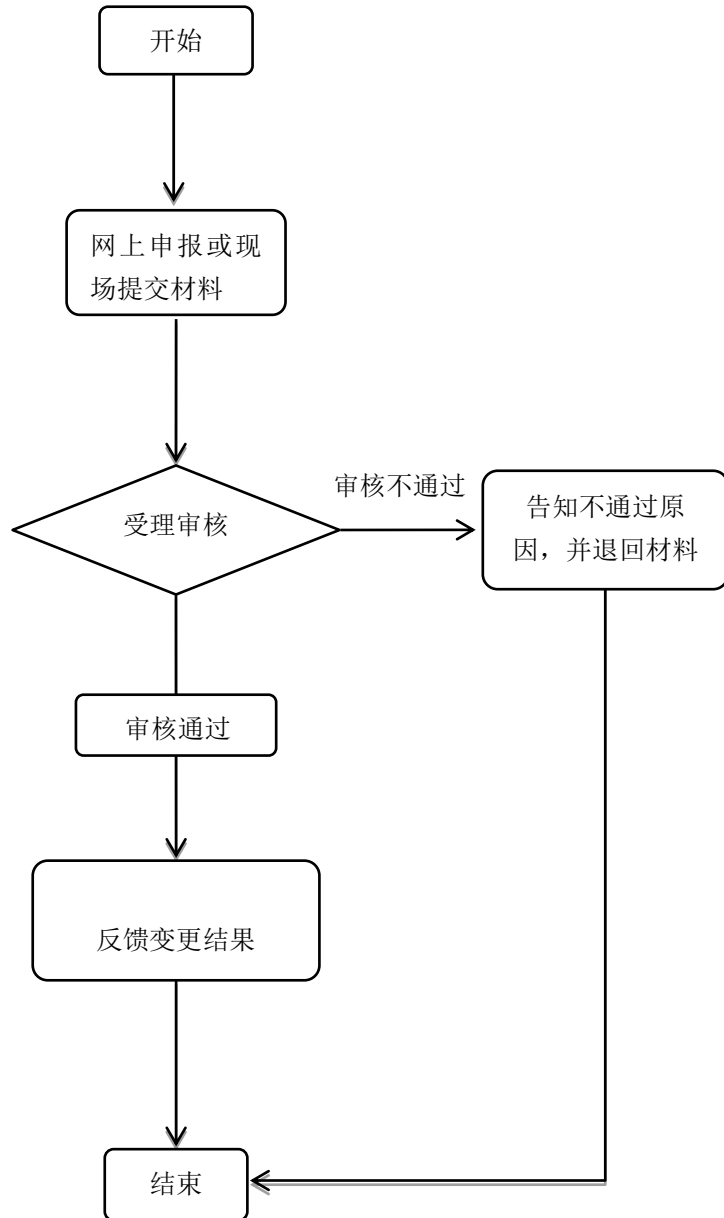 开始
网上申报或现
场提交材料
受理审核
审核不通过
告知不通过原
因，并退回材料
审核通过
反馈变更结果
结束